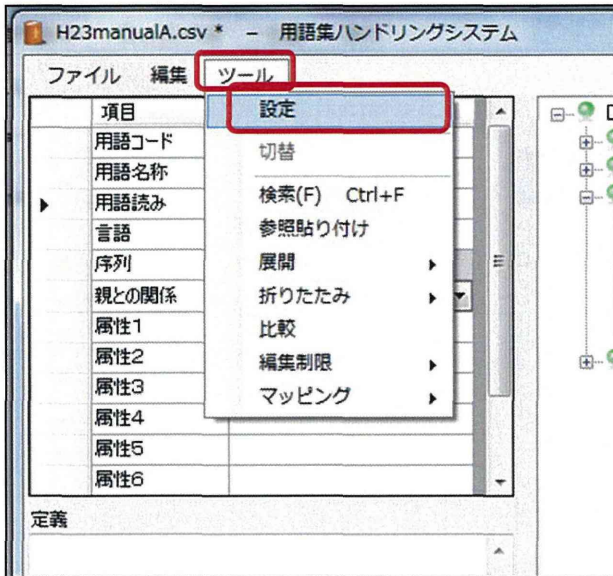 H23manualA.csv * － 用語集ハンドリングシステム
ファイル 編集 ツール
項目
用語コード
用語名称
用語読み
言語
序列
親との関係
属性1
属性2
属性3
属性4
属性5
属性6
設定
切替
検索(F) Ctrl+F
参照貼り付け
展開
折りたたみ
比較
編集制限
マッピング
定義